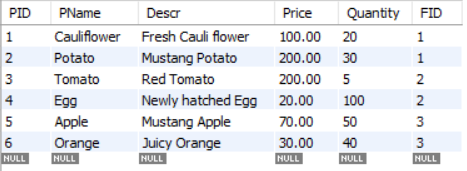 PID PName Descr Price Quantity FID
1 Cauliflower Fresh Cauli flower 100.00 20 1
2 Potato Mustang Potato 200.00 30 1
3 Tomato Red Tomato 200.00 5 2
4 Egg Newly hatched Egg 20.00 100 2
5 Apple Mustang Apple 70.00 50 3
6 Orange Juicy Orange 30.00 40 3
NULL NULL NULL NULL NULL NULL